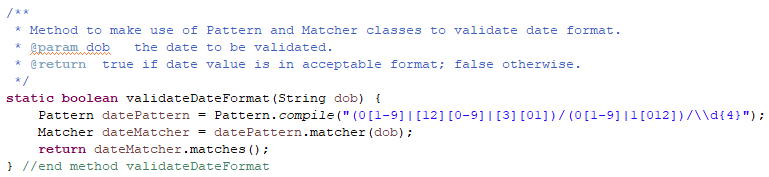 /**
 * Method to make use of Pattern and Matcher classes to validate date format.
 * @param dob   the date to be validated.
 * @return  true if date value is in acceptable format; false otherwise.
 */
static boolean validateDateFormat(String dob) {
    Pattern datePattern = Pattern.compile("(0[1-9]|[12][0-9]|[3][01])/(0[1-9]|1[012])/\\d{4}");
    Matcher dateMatcher = datePattern.matcher(dob);
    return dateMatcher.matches();
} //end method validateDateFormat